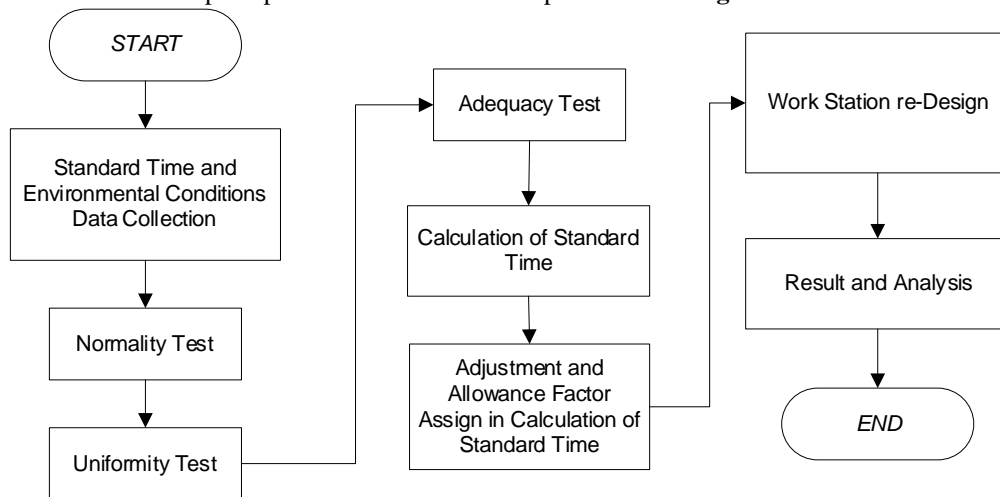 START
Standard Time and
Environmental Conditions
Data Collection
Normality Test
Uniformity Test
Adequacy Test
Calculation of Standard
Time
Adjustment and
Allowance Factor
Assign in Calculation of
Standard Time
Work Station re-Design
Result and Analysis
END